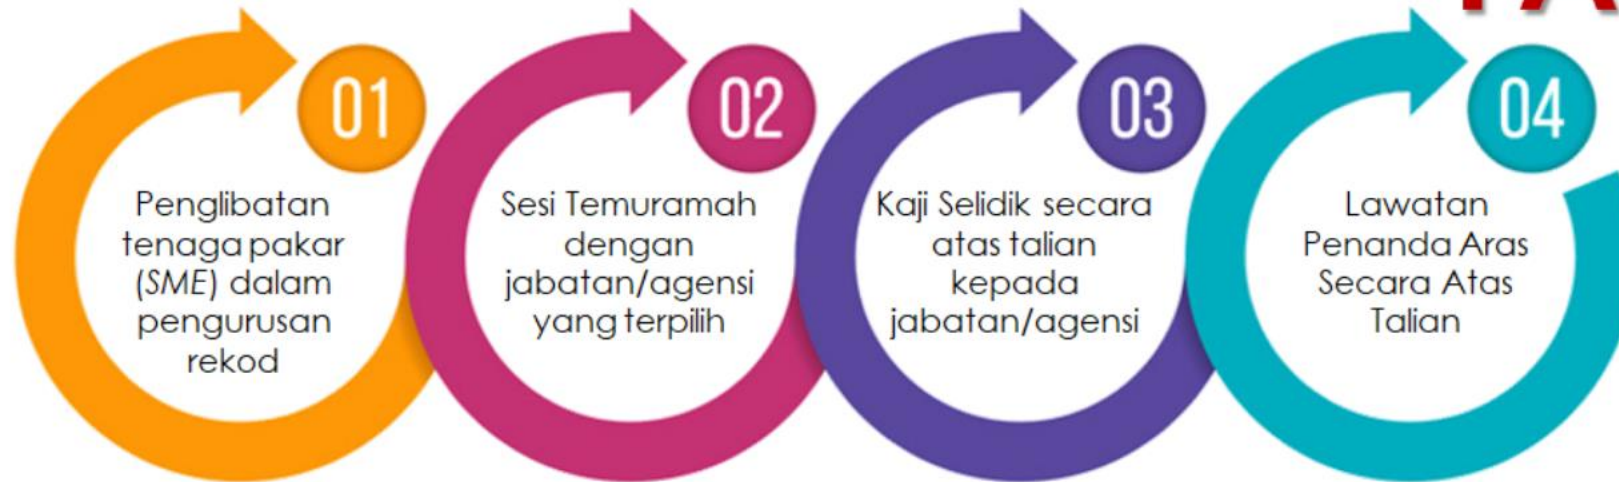 01
Penglibatan
tenaga pakar
(SME) dalam
pengurusan
rekod
02
Sesi Temuramah
dengan
jabatan/agensi
yang terpilih
03
Kaji Selidik secara
atas talian
kepada
jabatan/agensi
04
Lawatan
Penanda Aras
Secara Atas
Talian